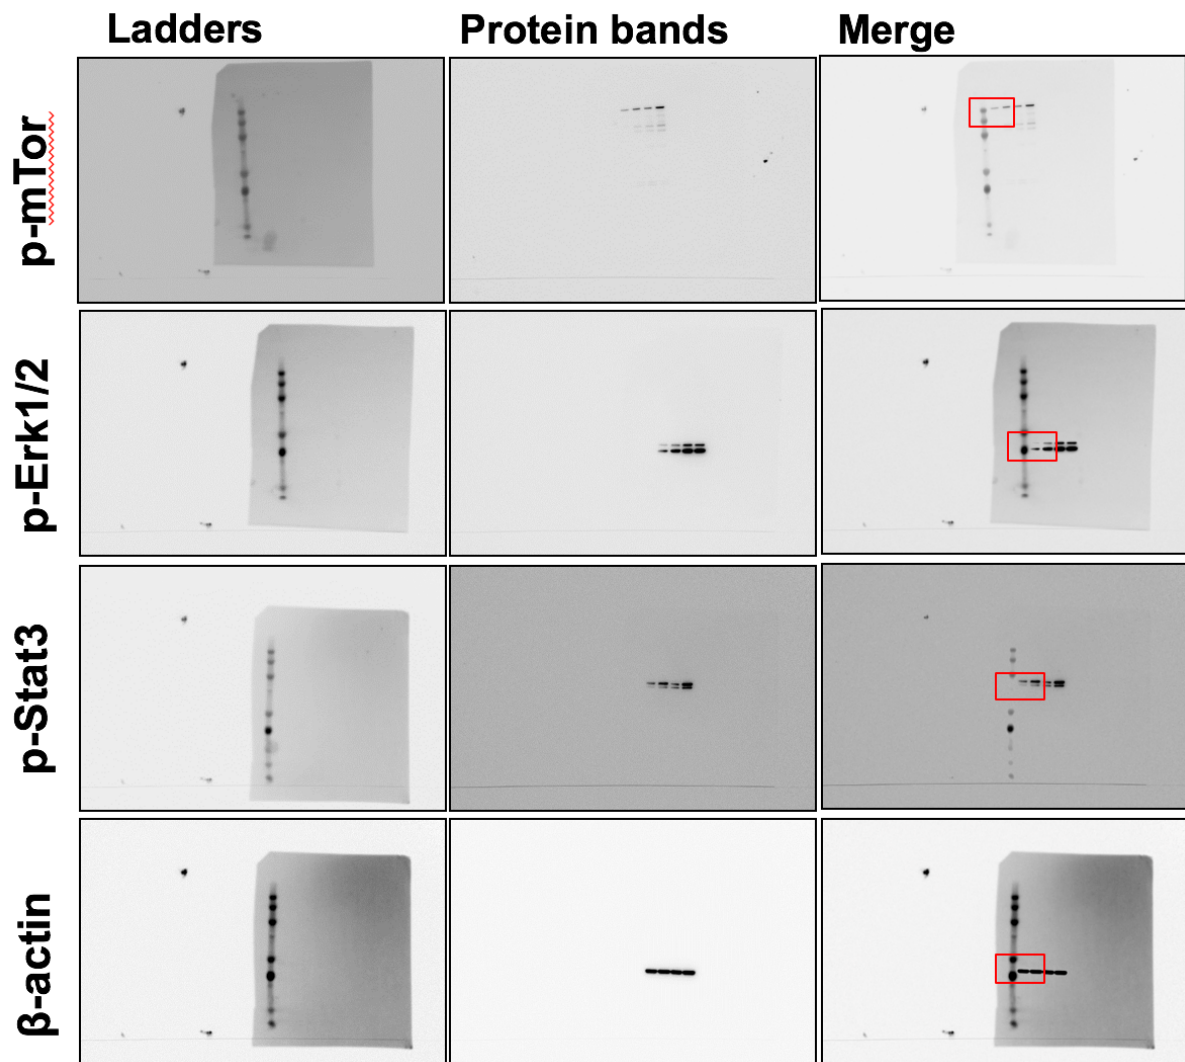 Ladders
Protein bands
Merge
p-mTor
p-Erk1/2
p-Stat3
β-actin